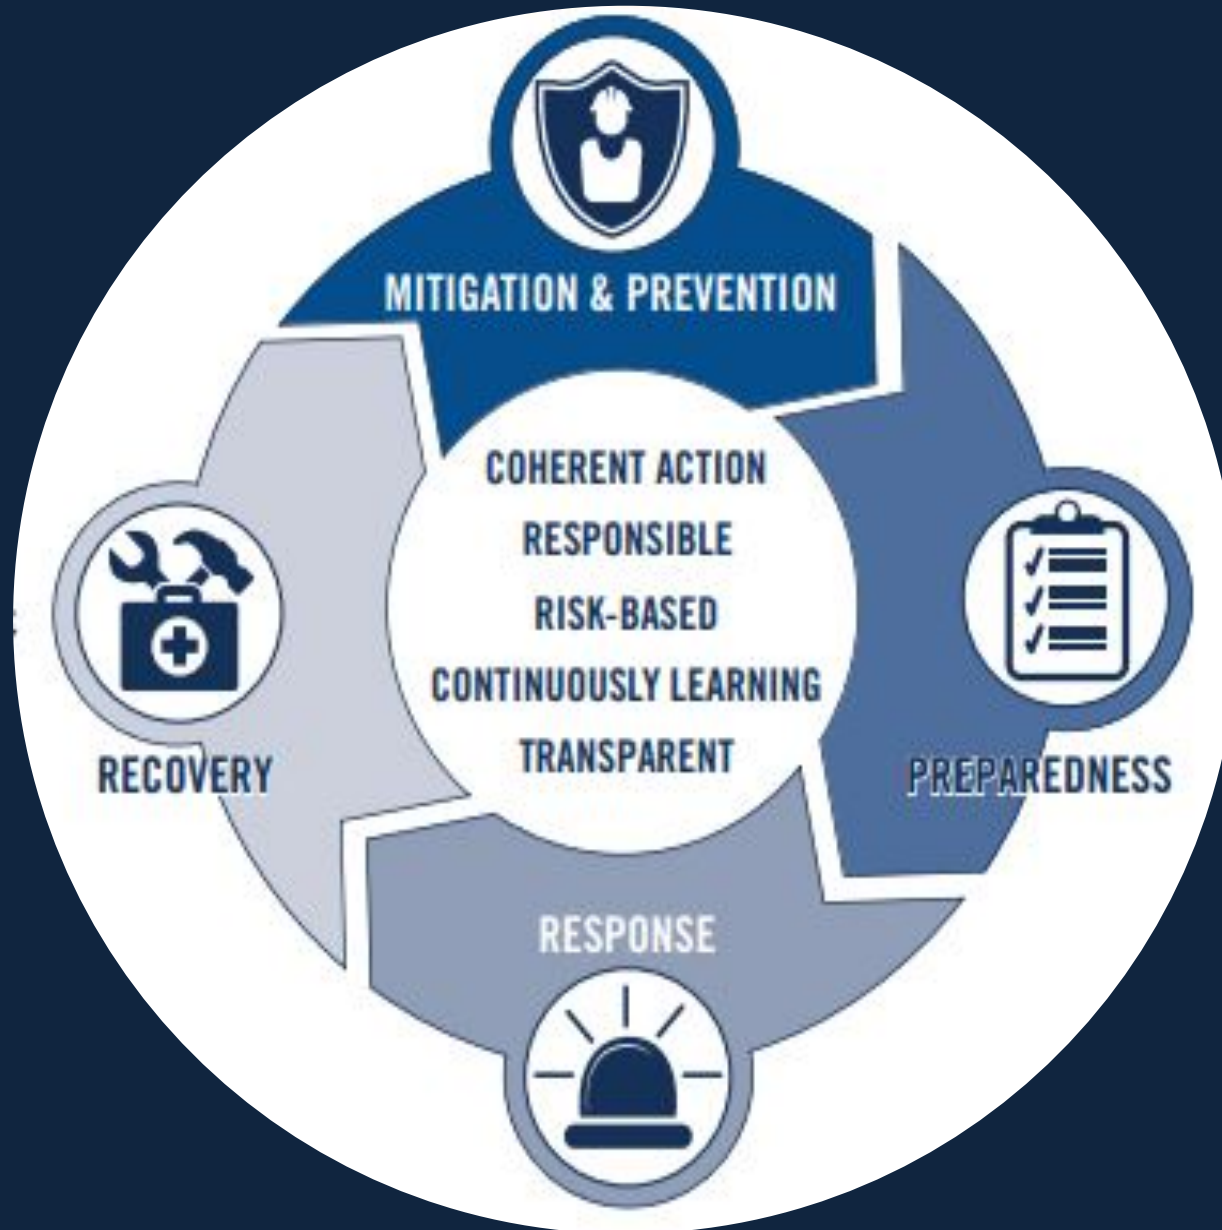 MITIGATION & PREVENTION
COHERENT ACTION
RESPONSIBLE
RISK-BASED
CONTINUOUSLY LEARNING
TRANSPARENT
RECOVERY
PREPAREDNESS
RESPONSE